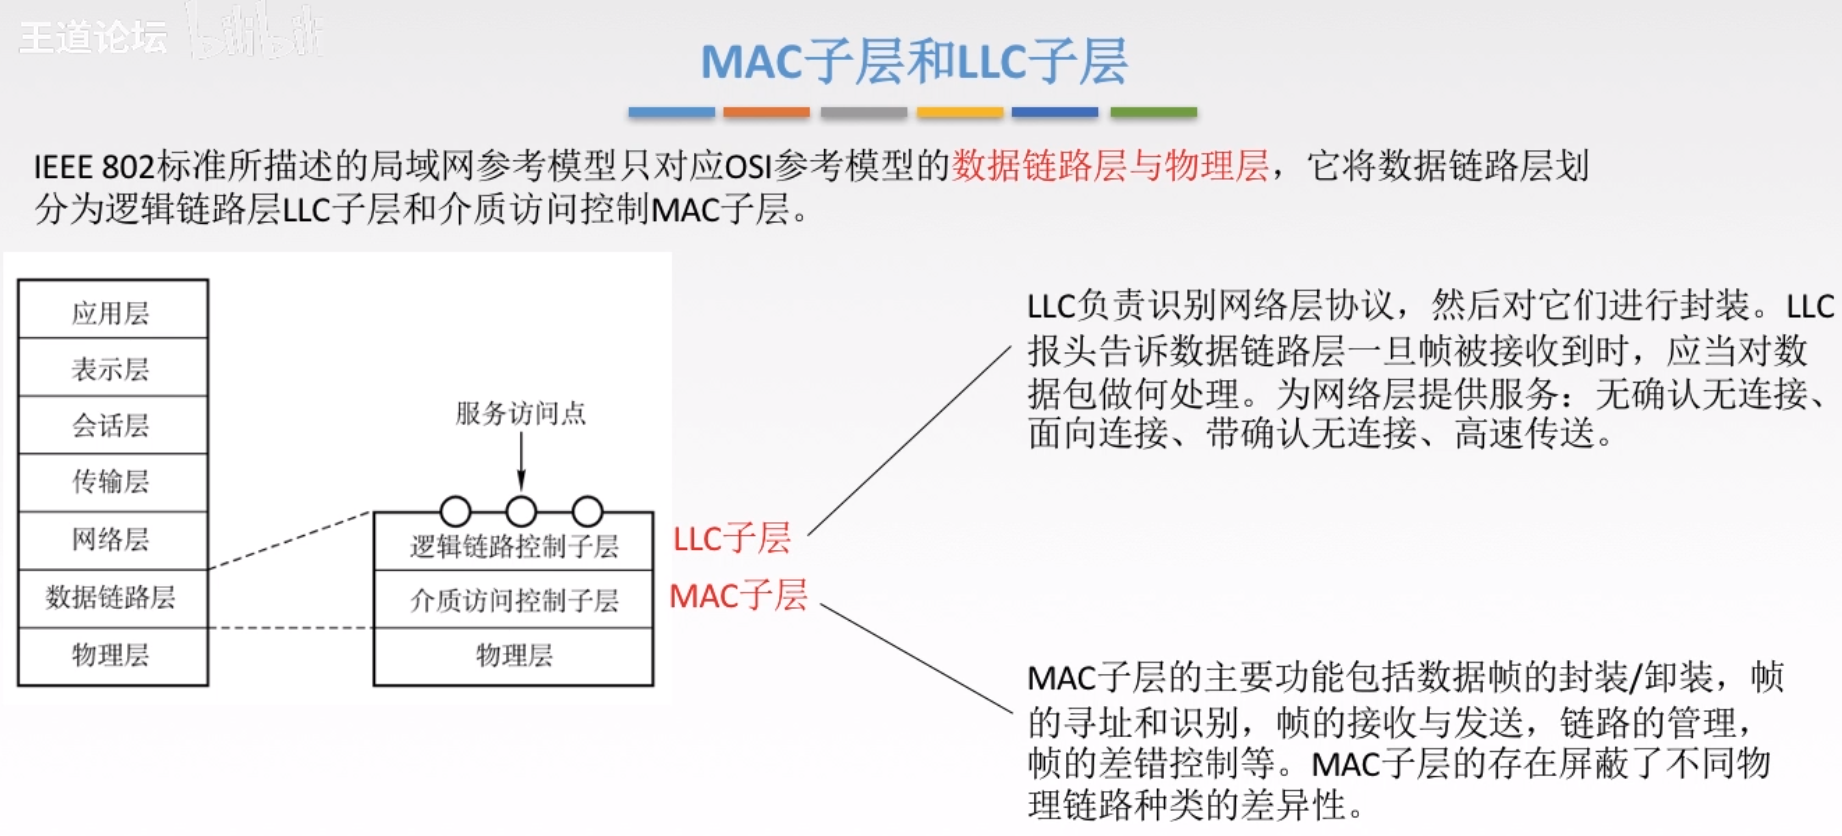 王道论坛 bilibili
MAC子层和LLC子层
IEEE 802标准所描述的局域网参考模型只对应OSI参考模型的数据链路层与物理层，它将数据链路层划
分为逻辑链路层LLC子层和介质访问控制MAC子层。
应用层
表示层
会话层
传输层
网络层
数据链路层
物理层
服务访问点
逻辑链路控制子层
介质访问控制子层
物理层
LLC子层
MAC子层
LLC负责识别网络层协议，然后对它们进行封装。LLC
报头告诉数据链路层一旦帧被接收到时，应当对数
据包做何处理。为网络层提供服务：无确认无连接、
面向连接、带确认无连接、高速传送。
MAC子层的主要功能包括数据帧的封装/卸装，帧
的寻址和识别，帧的接收与发送，链路的管理，
帧的差错控制等。MAC子层的存在屏蔽了不同物
理链路种类的差异性。